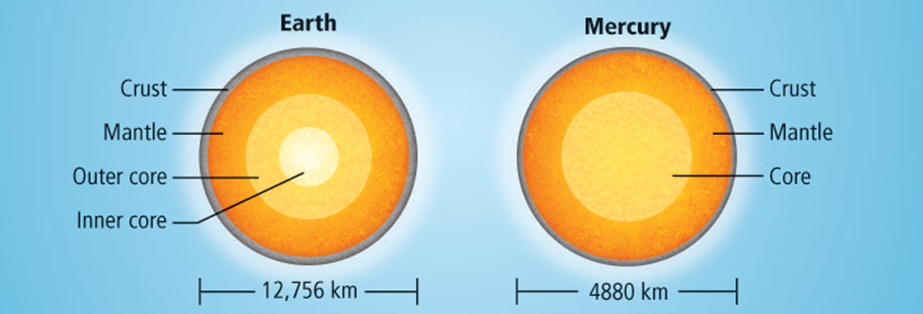 Earth
Crust
Mantle
Outer core
Inner core
12,756 km
Mercury
Crust
Mantle
Core
4880 km